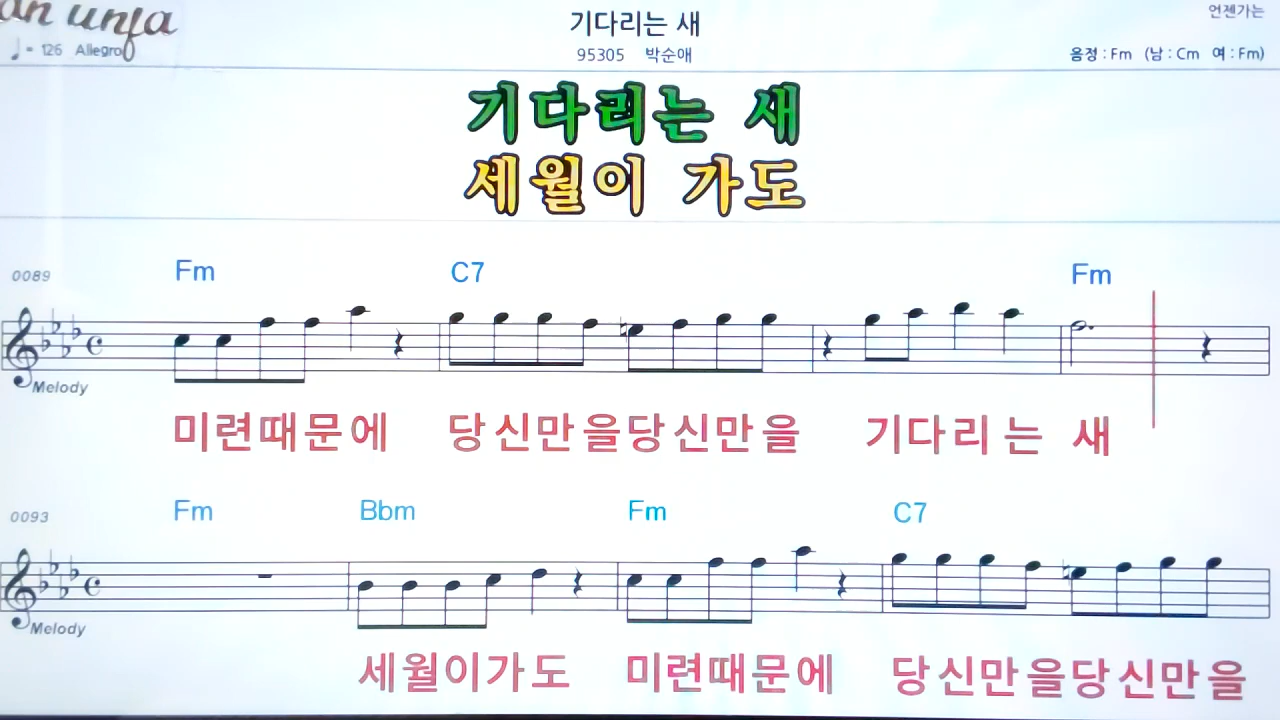 an unfa
기다리는 새
언젠가는
♩= 126 Allegro
95305 박순애
음정 : Fm (남 : Cm 여 : Fm)
기다리는 새
세월이 가도
0089 Fm C7 Fm
Melody
미련때문에 당신만을당신만을 기다리는 새
0093 Fm Bbm Fm C7
Melody
세월이가도 미련때문에 당신만을당신만을